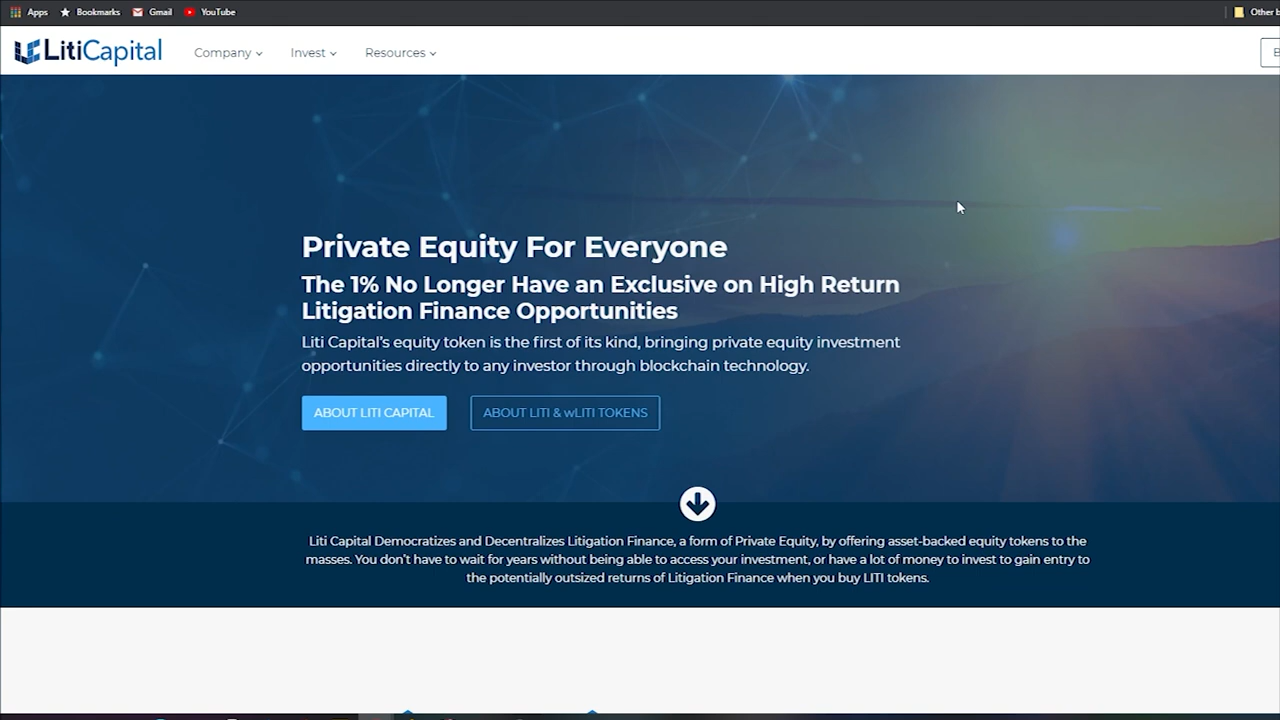 Apps Bookmarks Gmail YouTube Other b
LitiCapital Company Invest Resources
Private Equity For Everyone
The 1% No Longer Have an Exclusive on High Return
Litigation Finance Opportunities
Liti Capital's equity token is the first of its kind, bringing private equity investment
opportunities directly to any investor through blockchain technology.
ABOUT LITI CAPITAL ABOUT LITI & wLITI TOKENS
Liti Capital Democratizes and Decentralizes Litigation Finance, a form of Private Equity, by offering asset-backed equity tokens to the
masses. You don't have to wait for years without being able to access your investment, or have a lot of money to invest to gain entry to
the potentially outsized returns of Litigation Finance when you buy LITI tokens.